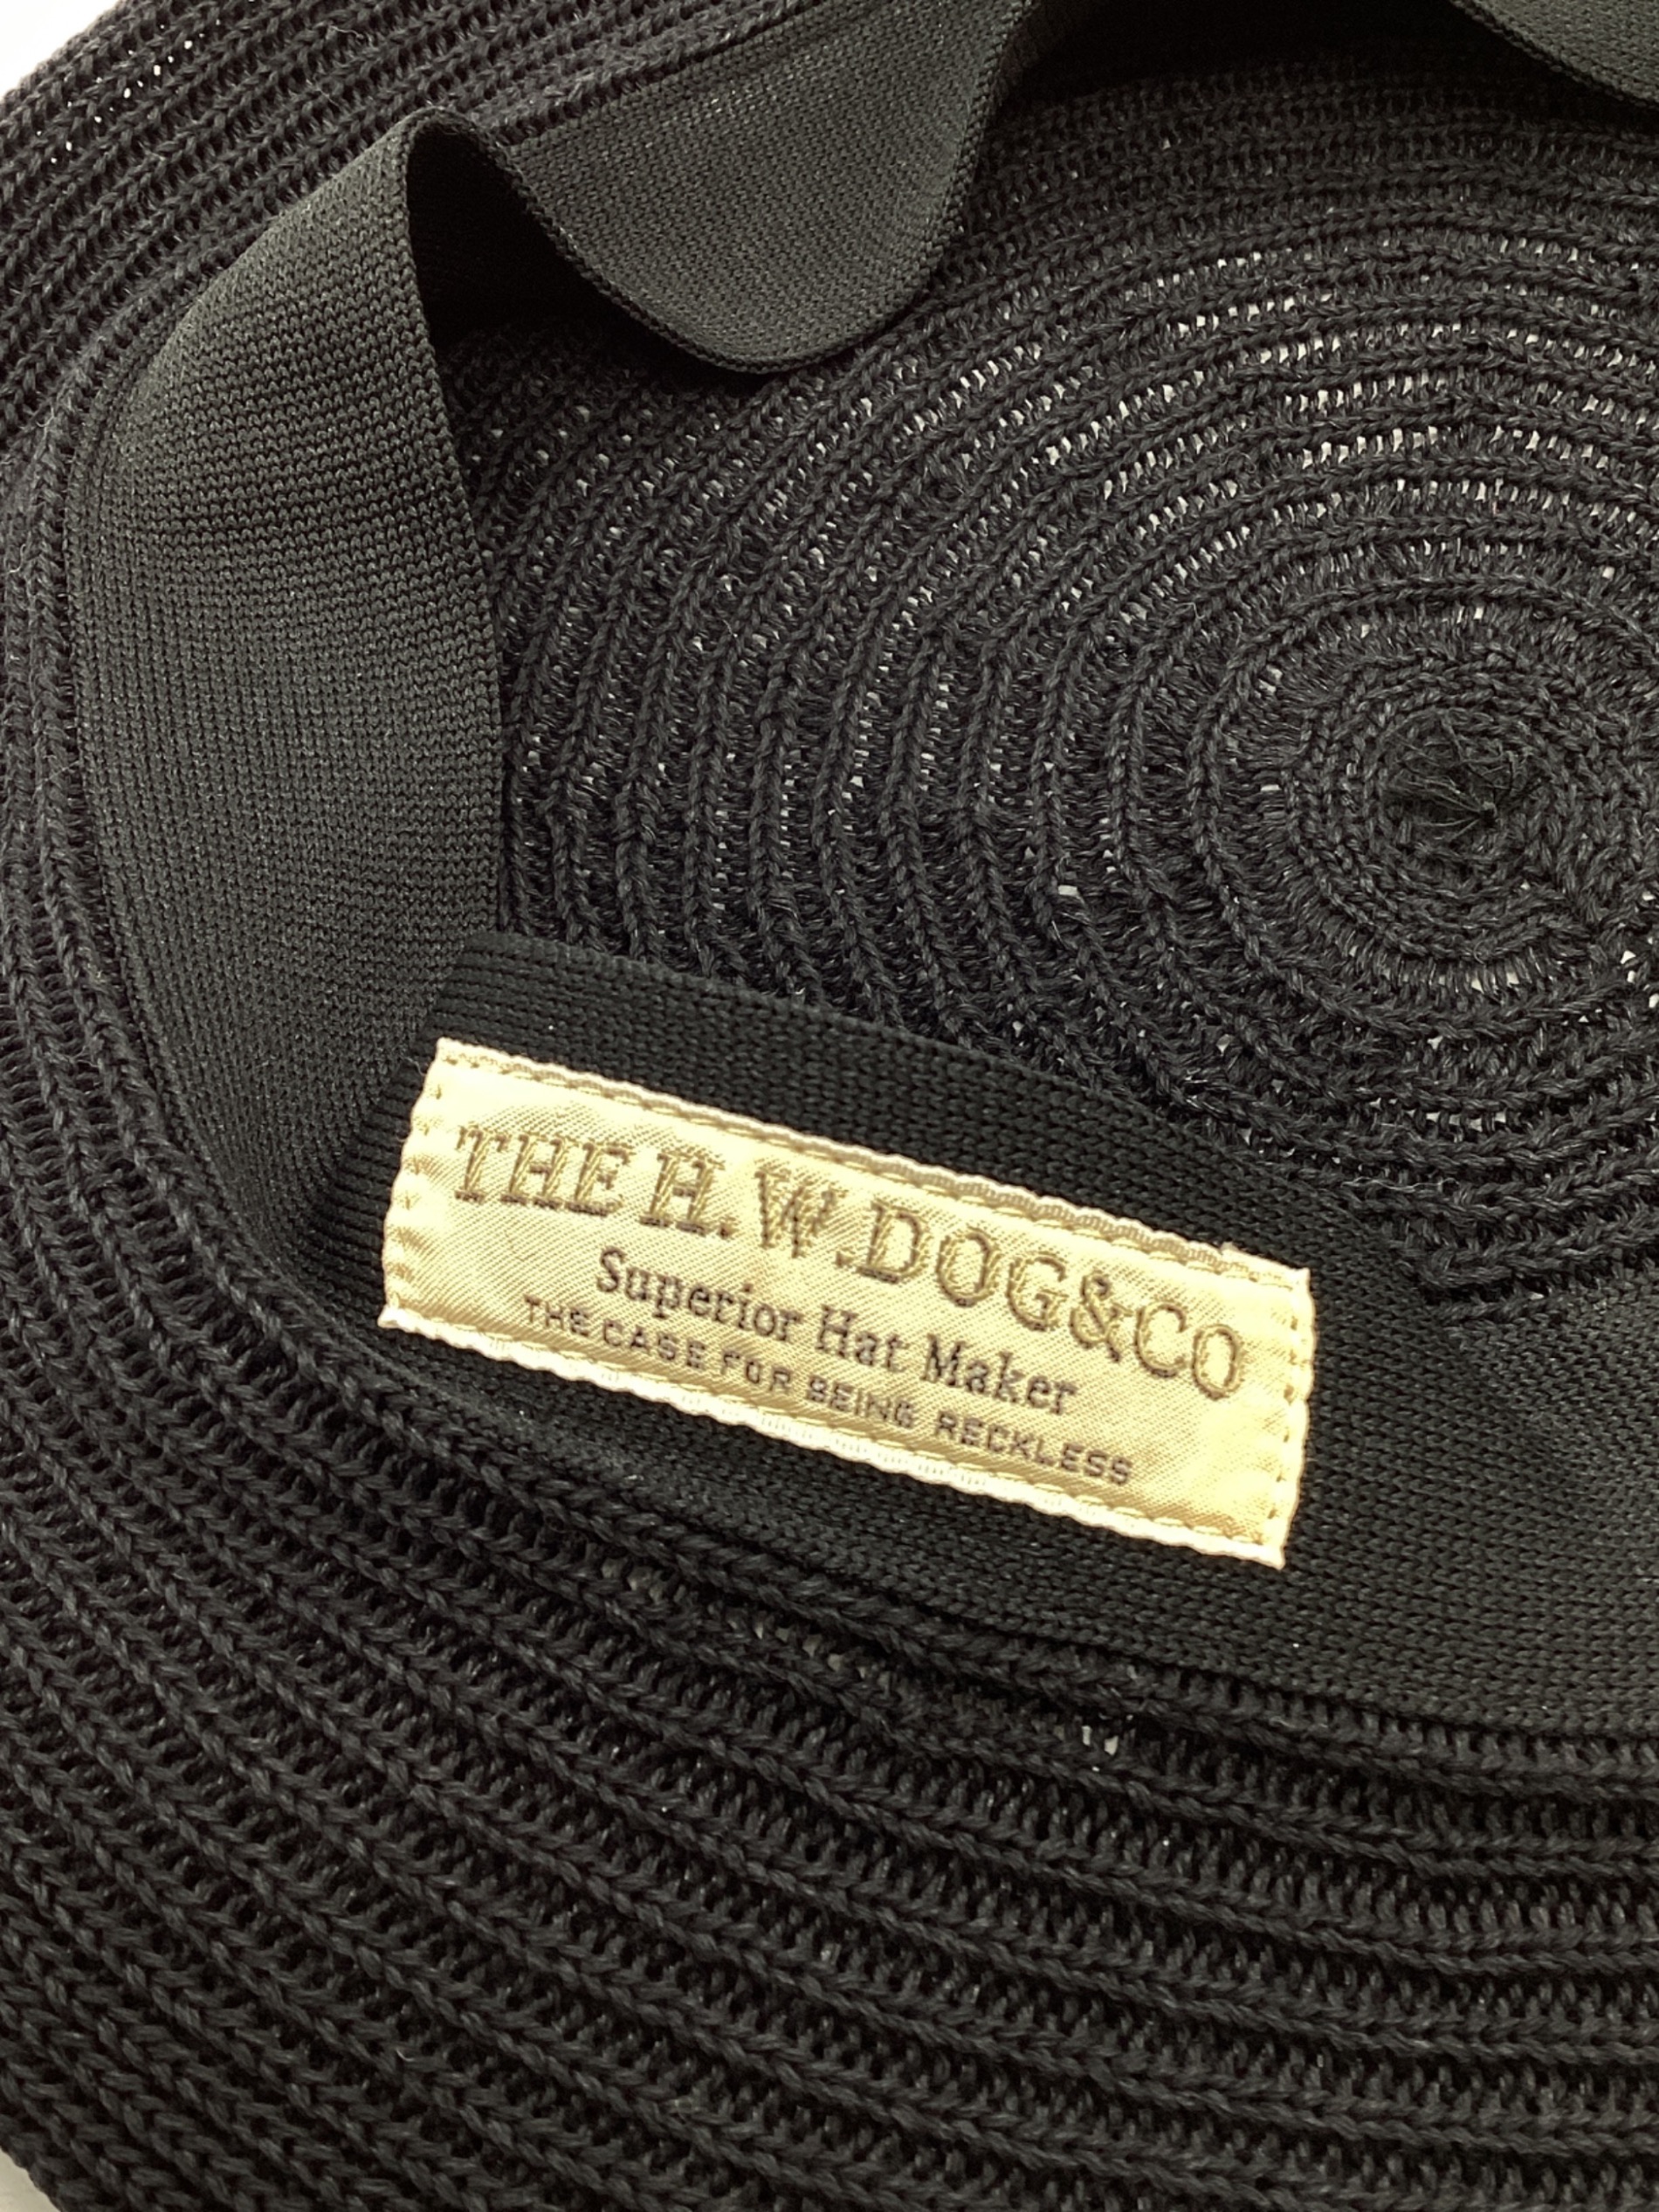 THE H.W.DOG&CO
Superior Hat Maker
THE CASE FOR BEING RECKLESS